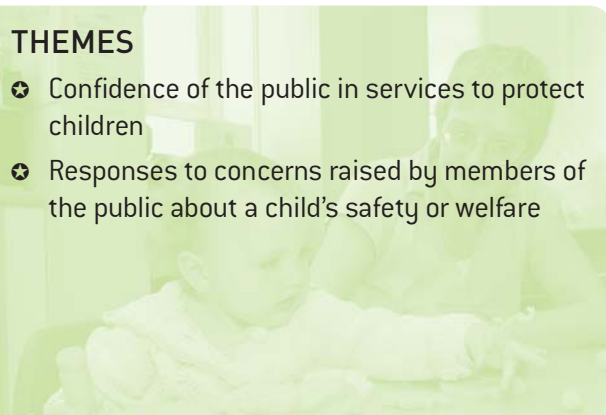 THEMES
✪ Confidence of the public in services to protect
children
✪ Responses to concerns raised by members of
the public about a child's safety or welfare